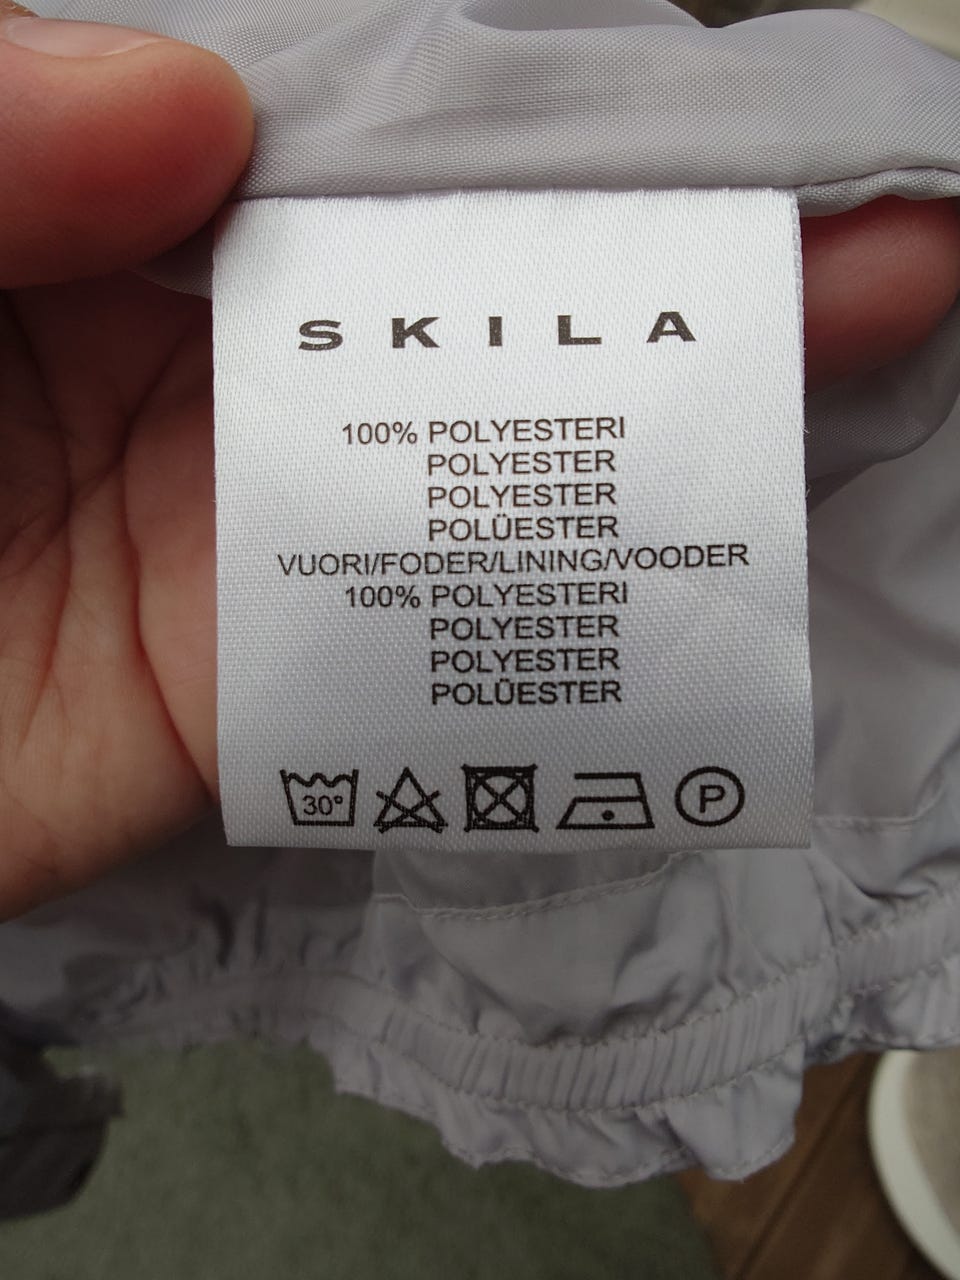 SKILA
100% POLYESTERI
POLYESTER
POLYESTER
POLÜESTER
VUORI/FODER/LINING/VOODER
100% POLYESTERI
POLYESTER
POLYESTER
POLÜESTER
30° P